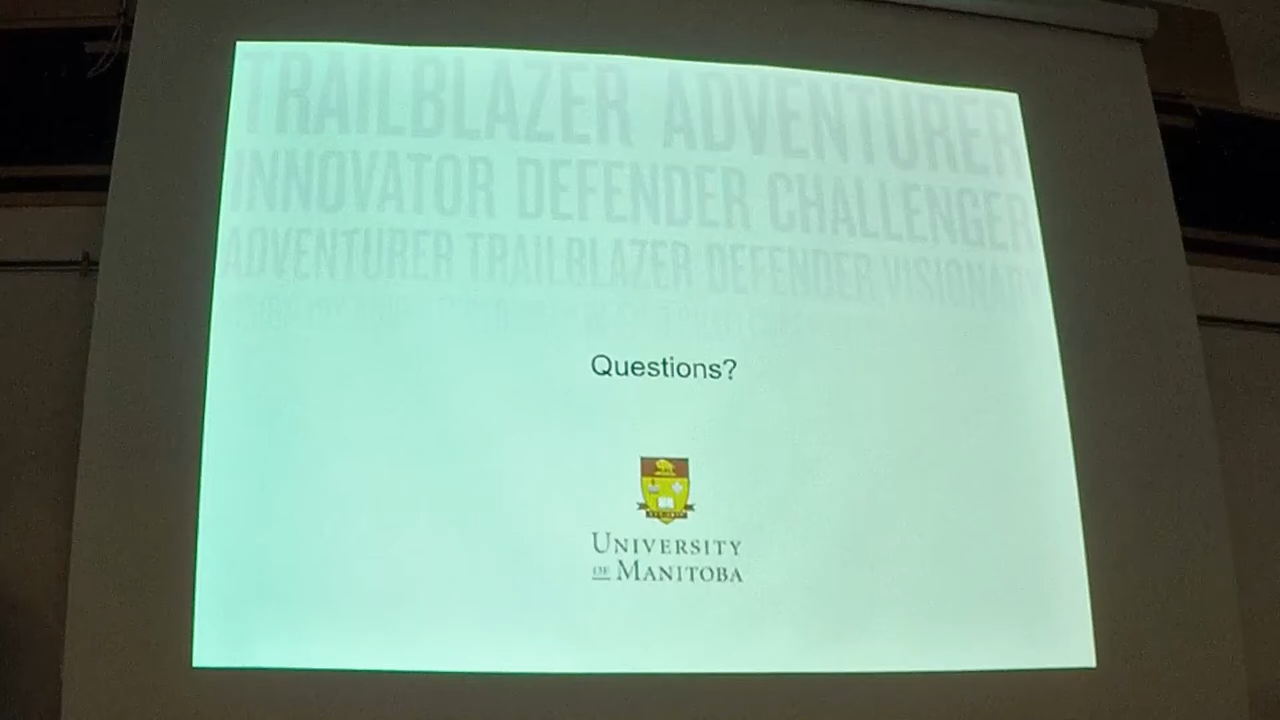 TRAILBLAZER ADVENTURER
INNOVATOR DEFENDER CHALLENGER
ADVENTURER TRAILBLAZER DEFENDER VISIONARY
Questions?
UNIVERSITY
OF MANITOBA